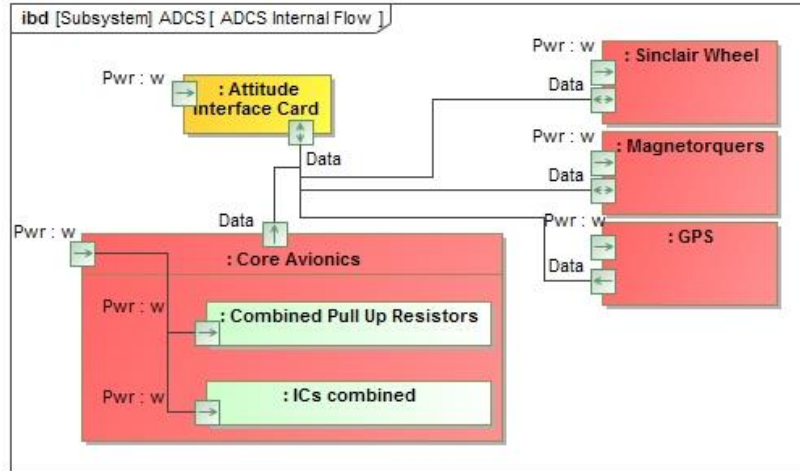 ibd [Subsystem] ADCS [ ADCS Internal Flow ]
Pwr : w
: Sinclair Wheel
Data
Pwr : w
: Attitude
Interface Card
Data
Pwr : w
: Magnetorquers
Data
Pwr : w
: GPS
Data
Data
Pwr : w
: Core Avionics
Pwr : w
: Combined Pull Up Resistors
Pwr : w
: ICs combined